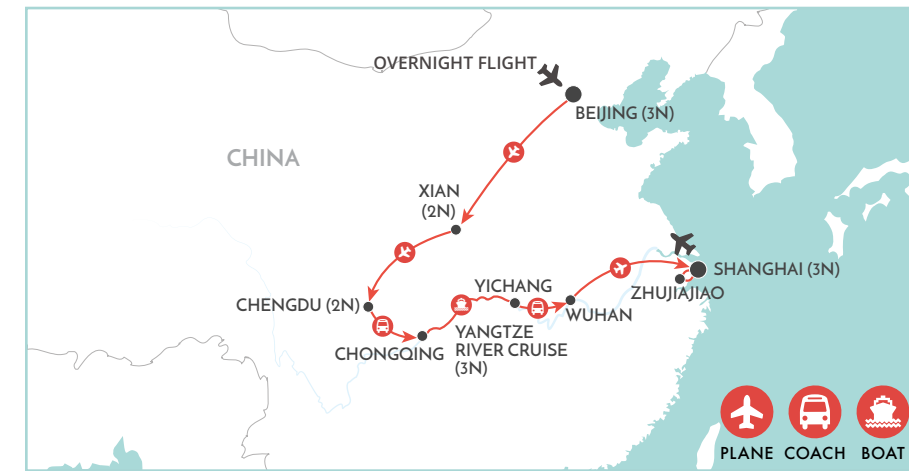 OVERNIGHT FLIGHT
BEIJING (3N)
CHINA
XIAN
(2N)
SHANGHAI (3N)
ZHUJIAJIAO
YICHANG
CHENGDU (2N)
WUHAN
CHONGQING
YANGTZE
RIVER CRUISE
(3N)
PLANE COACH BOAT